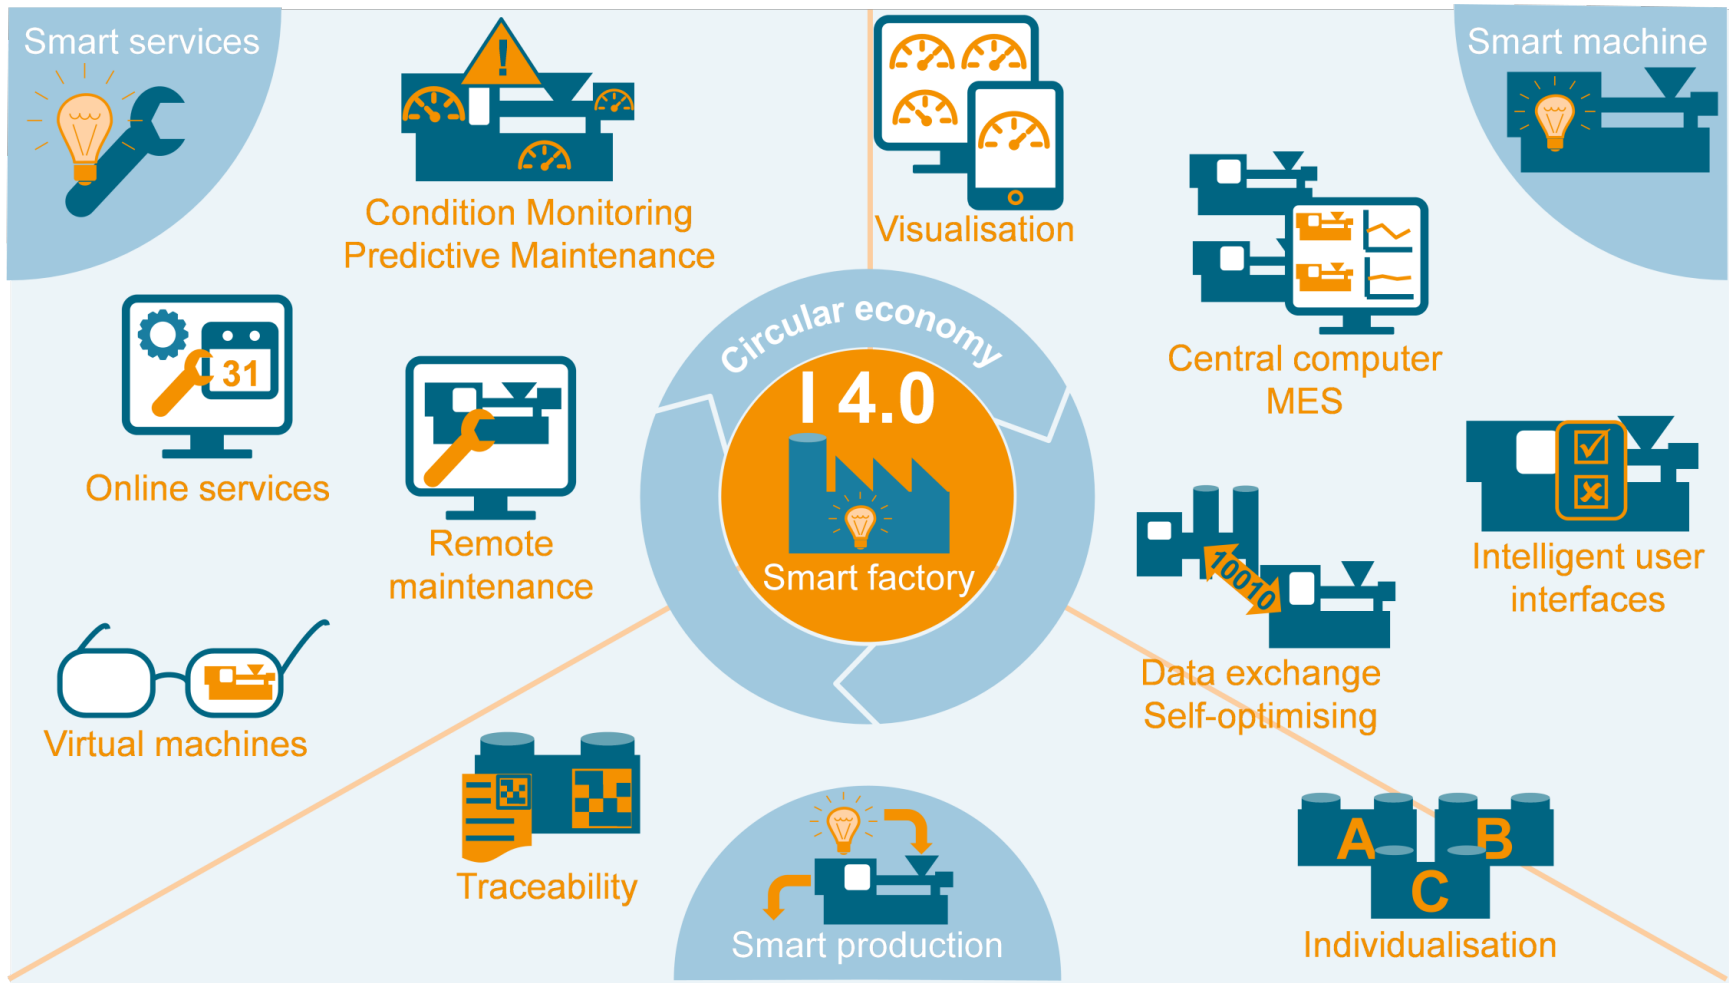 Smart services
!
Condition Monitoring
Predictive Maintenance
Visualisation
Smart machine
31
Online services
Remote
maintenance
Virtual machines
Circular economy
I 4.0
Smart factory
Central computer
MES
Intelligent user
interfaces
10010
Data exchange
Self-optimising
Traceability
Smart production
A
B
C
Individualisation